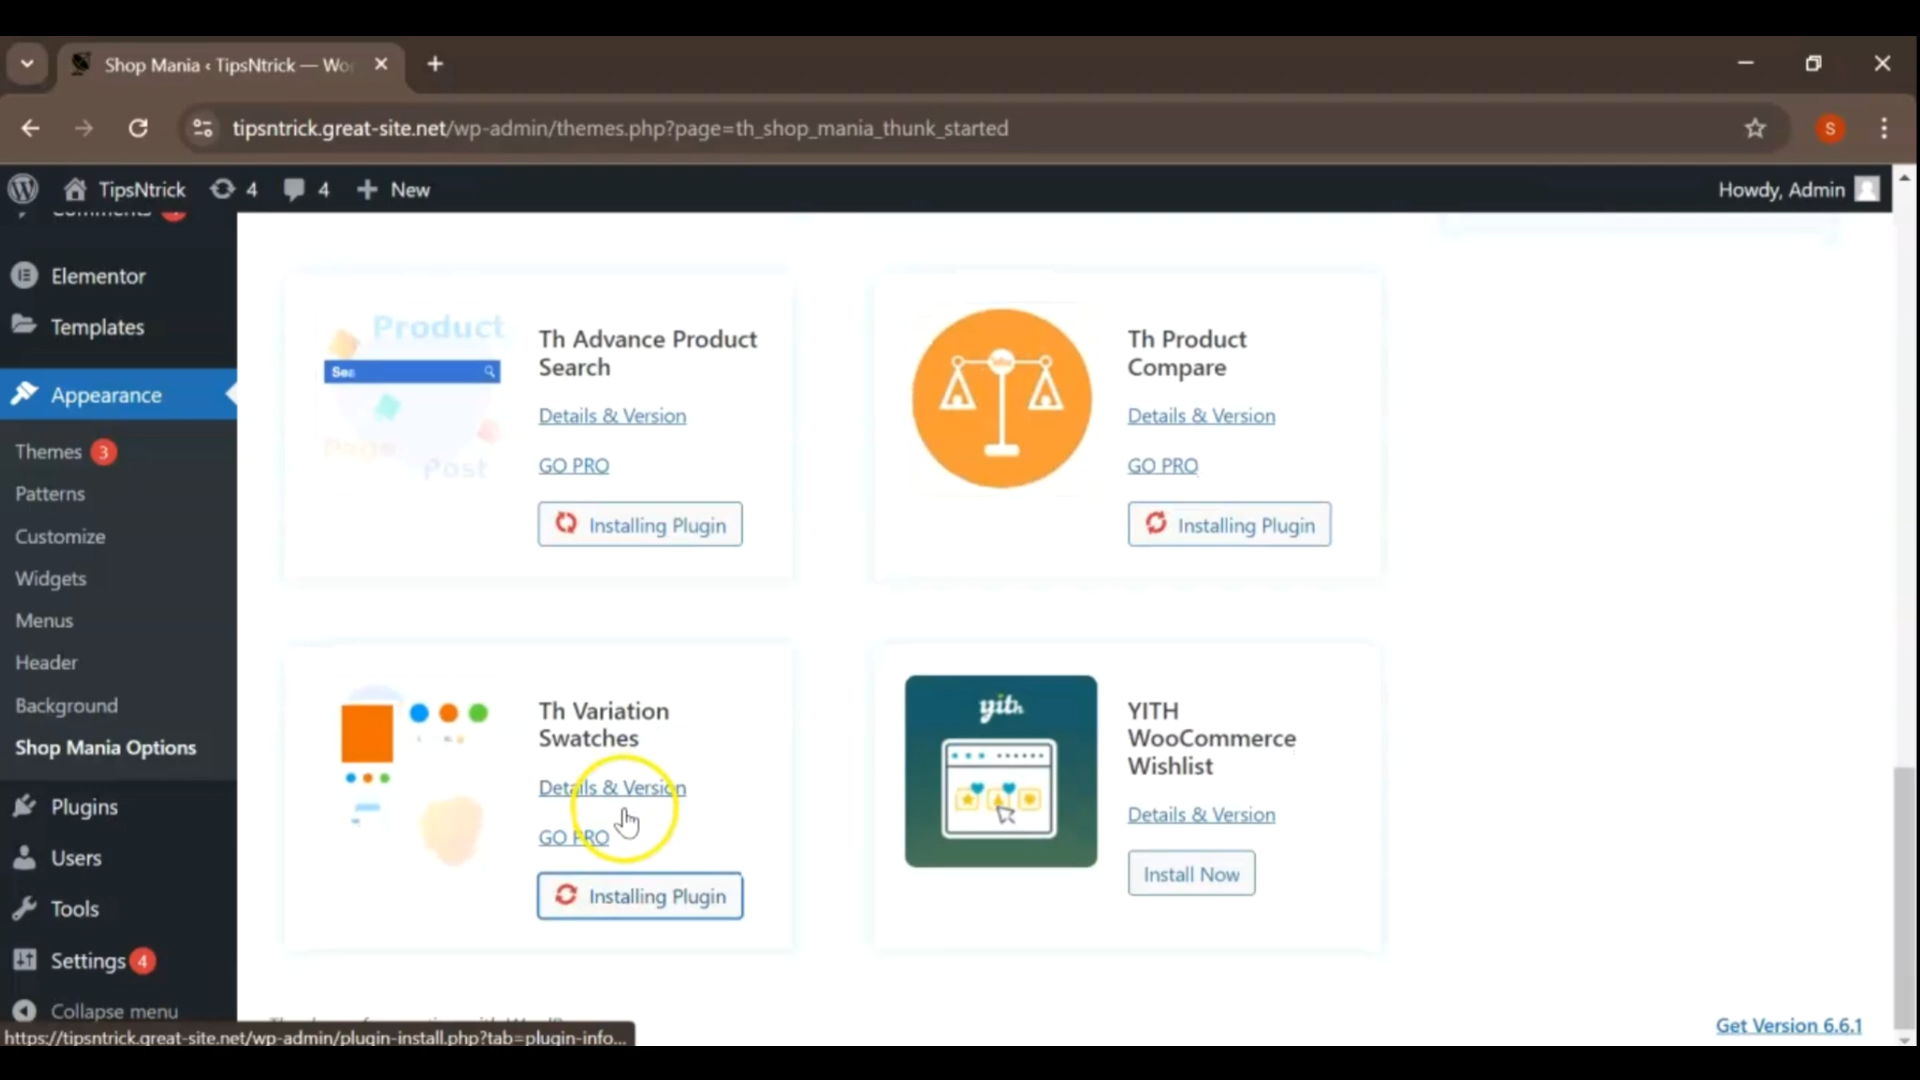 Shop Mania ‹ TipsNtrick — Wo
tipsntrick.great-site.net/wp-admin/themes.php?page=th_shop_mania_thunk_started
S
TipsNtrick
4
4
New
Howdy, Admin
Comments
Elementor
Templates
Appearance
Themes 3
Patterns
Customize
Widgets
Menus
Header
Background
Shop Mania Options
Plugins
Users
Tools
Settings 4
Collapse menu
Product
Sea
Page
Post
Th Advance Product
Search
Details & Version
GO PRO
Installing Plugin
Th Product
Compare
Details & Version
GO PRO
Installing Plugin
Th Variation
Swatches
Details & Version
GO PRO
Installing Plugin
yith
YITH
WooCommerce
Wishlist
Details & Version
Install Now
https://tipsntrick.great-site.net/wp-admin/plugin-install.php?tab=plugin-info...
Get Version 6.6.1